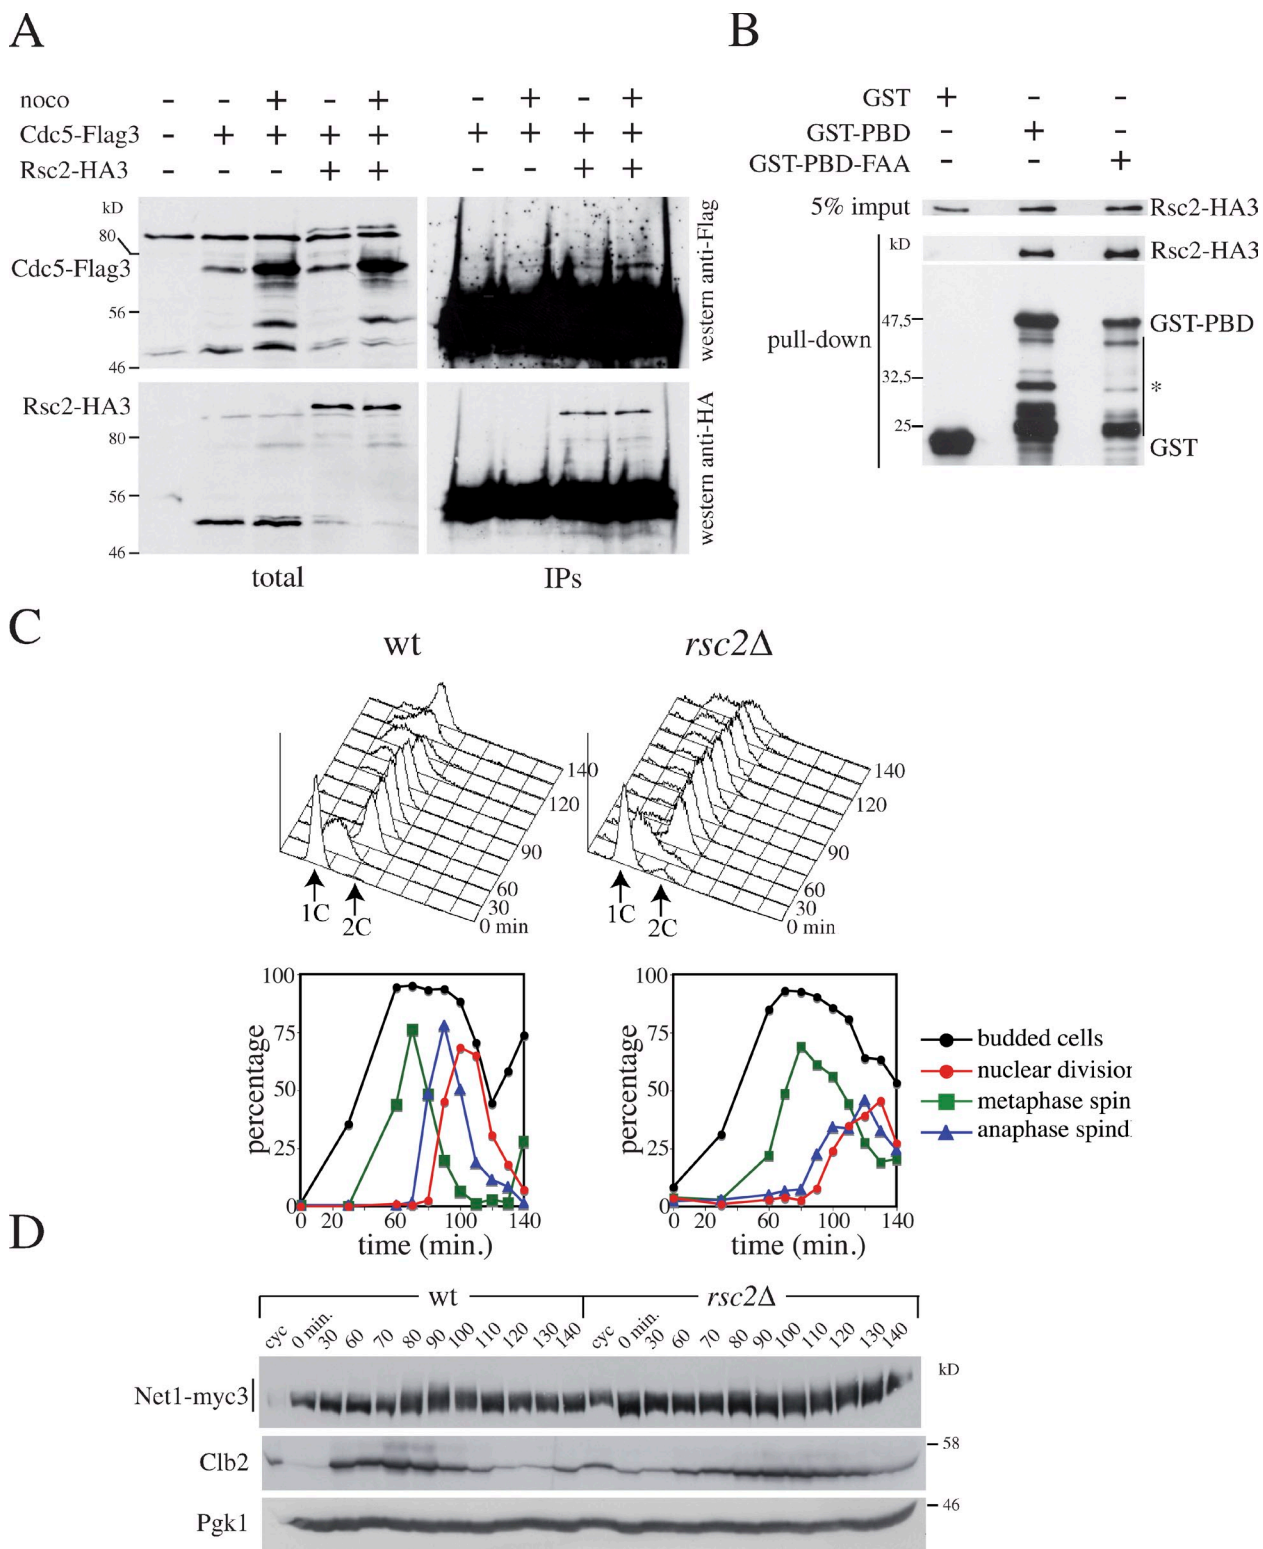 A
noco - - + - + - + - +
Cdc5-Flag3 - + + + + + + + +
Rsc2-HA3 - - - + + - - + +
kD
80
Cdc5-Flag3
56
46
western anti-Flag
Rsc2-HA3
80
56
46
western anti-HA
total IPs
B
GST + - -
GST-PBD - + -
GST-PBD-FAA - - +
5% imput Rsc2-HA3
kD Rsc2-HA3
47,5 GST-PBD
pull-down
32,5 *
25
GST
C
wt rsc2Δ
140 140
120 120
90 90
60 60
30 30
1C 2C 0 min 1C 2C 0 min
100 100
75 75
50 50
25 25
0 0
percentage percentage
0 20 60 100 140 0 20 60 100 140
time (min.) time (min.)
budded cells
nuclear division
metaphase spin
anaphase spindl
D
wt rsc2Δ
cyc 0 min. 30 60 70 80 90 100 110 120 130 140 cyc 0 min. 30 60 70 80 90 100 110 120 130 140
kD
Net1-myc3
58
Clb2
46
Pgk1